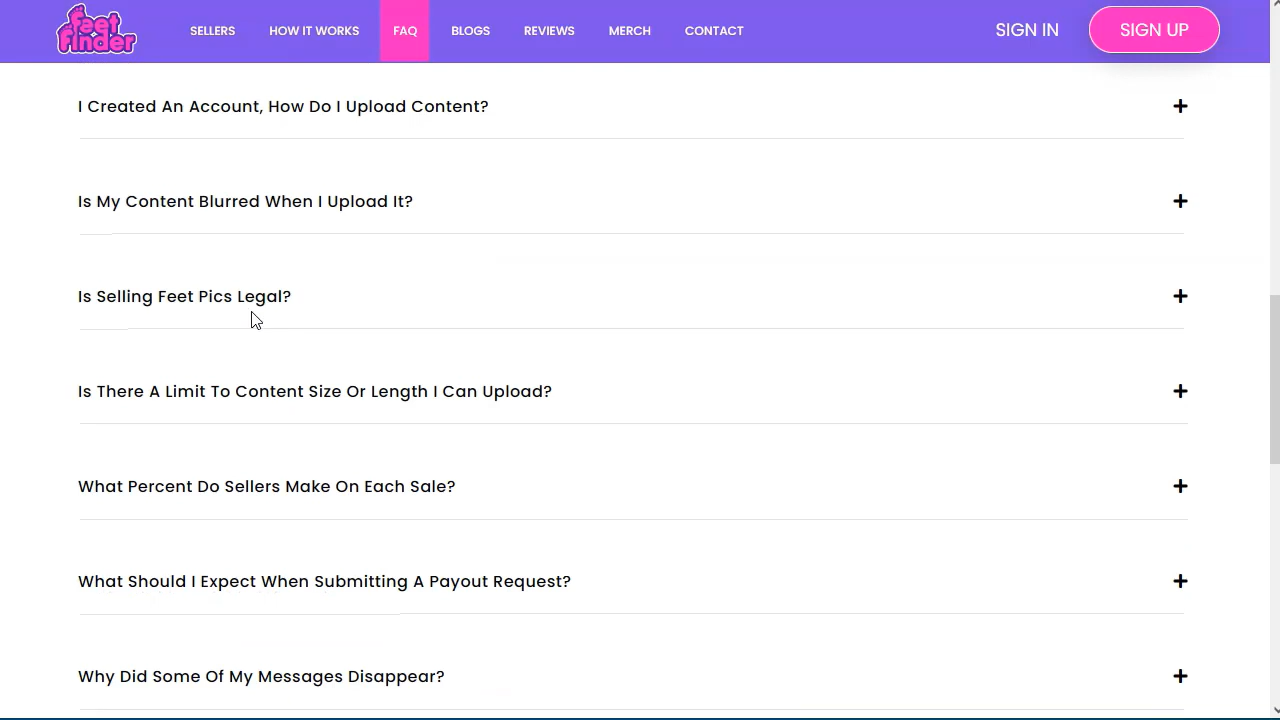 feet
finder
SELLERS
HOW IT WORKS
FAQ
BLOGS
REVIEWS
MERCH
CONTACT
SIGN IN
SIGN UP
I Created An Account, How Do I Upload Content?
Is My Content Blurred When I Upload It?
Is Selling Feet Pics Legal?
Is There A Limit To Content Size Or Length I Can Upload?
What Percent Do Sellers Make On Each Sale?
What Should I Expect When Submitting A Payout Request?
Why Did Some Of My Messages Disappear?